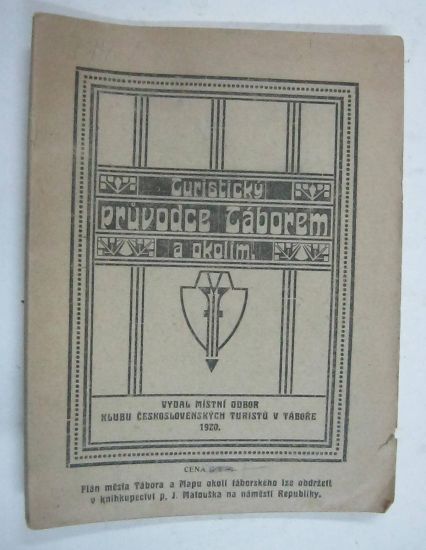 Turistický
průvodce Táborem
a okolím.
VYDAL MÍSTNÍ ODBOR
KLUBU ČESKOSLOVENSKÝCH TURISTŮ V TÁBOŘE
1920.
CENA
Plán města Tábora a Mapu okolí táborského lze obdržeti
v knihkupectví p. J. Matouška na náměstí Republiky.